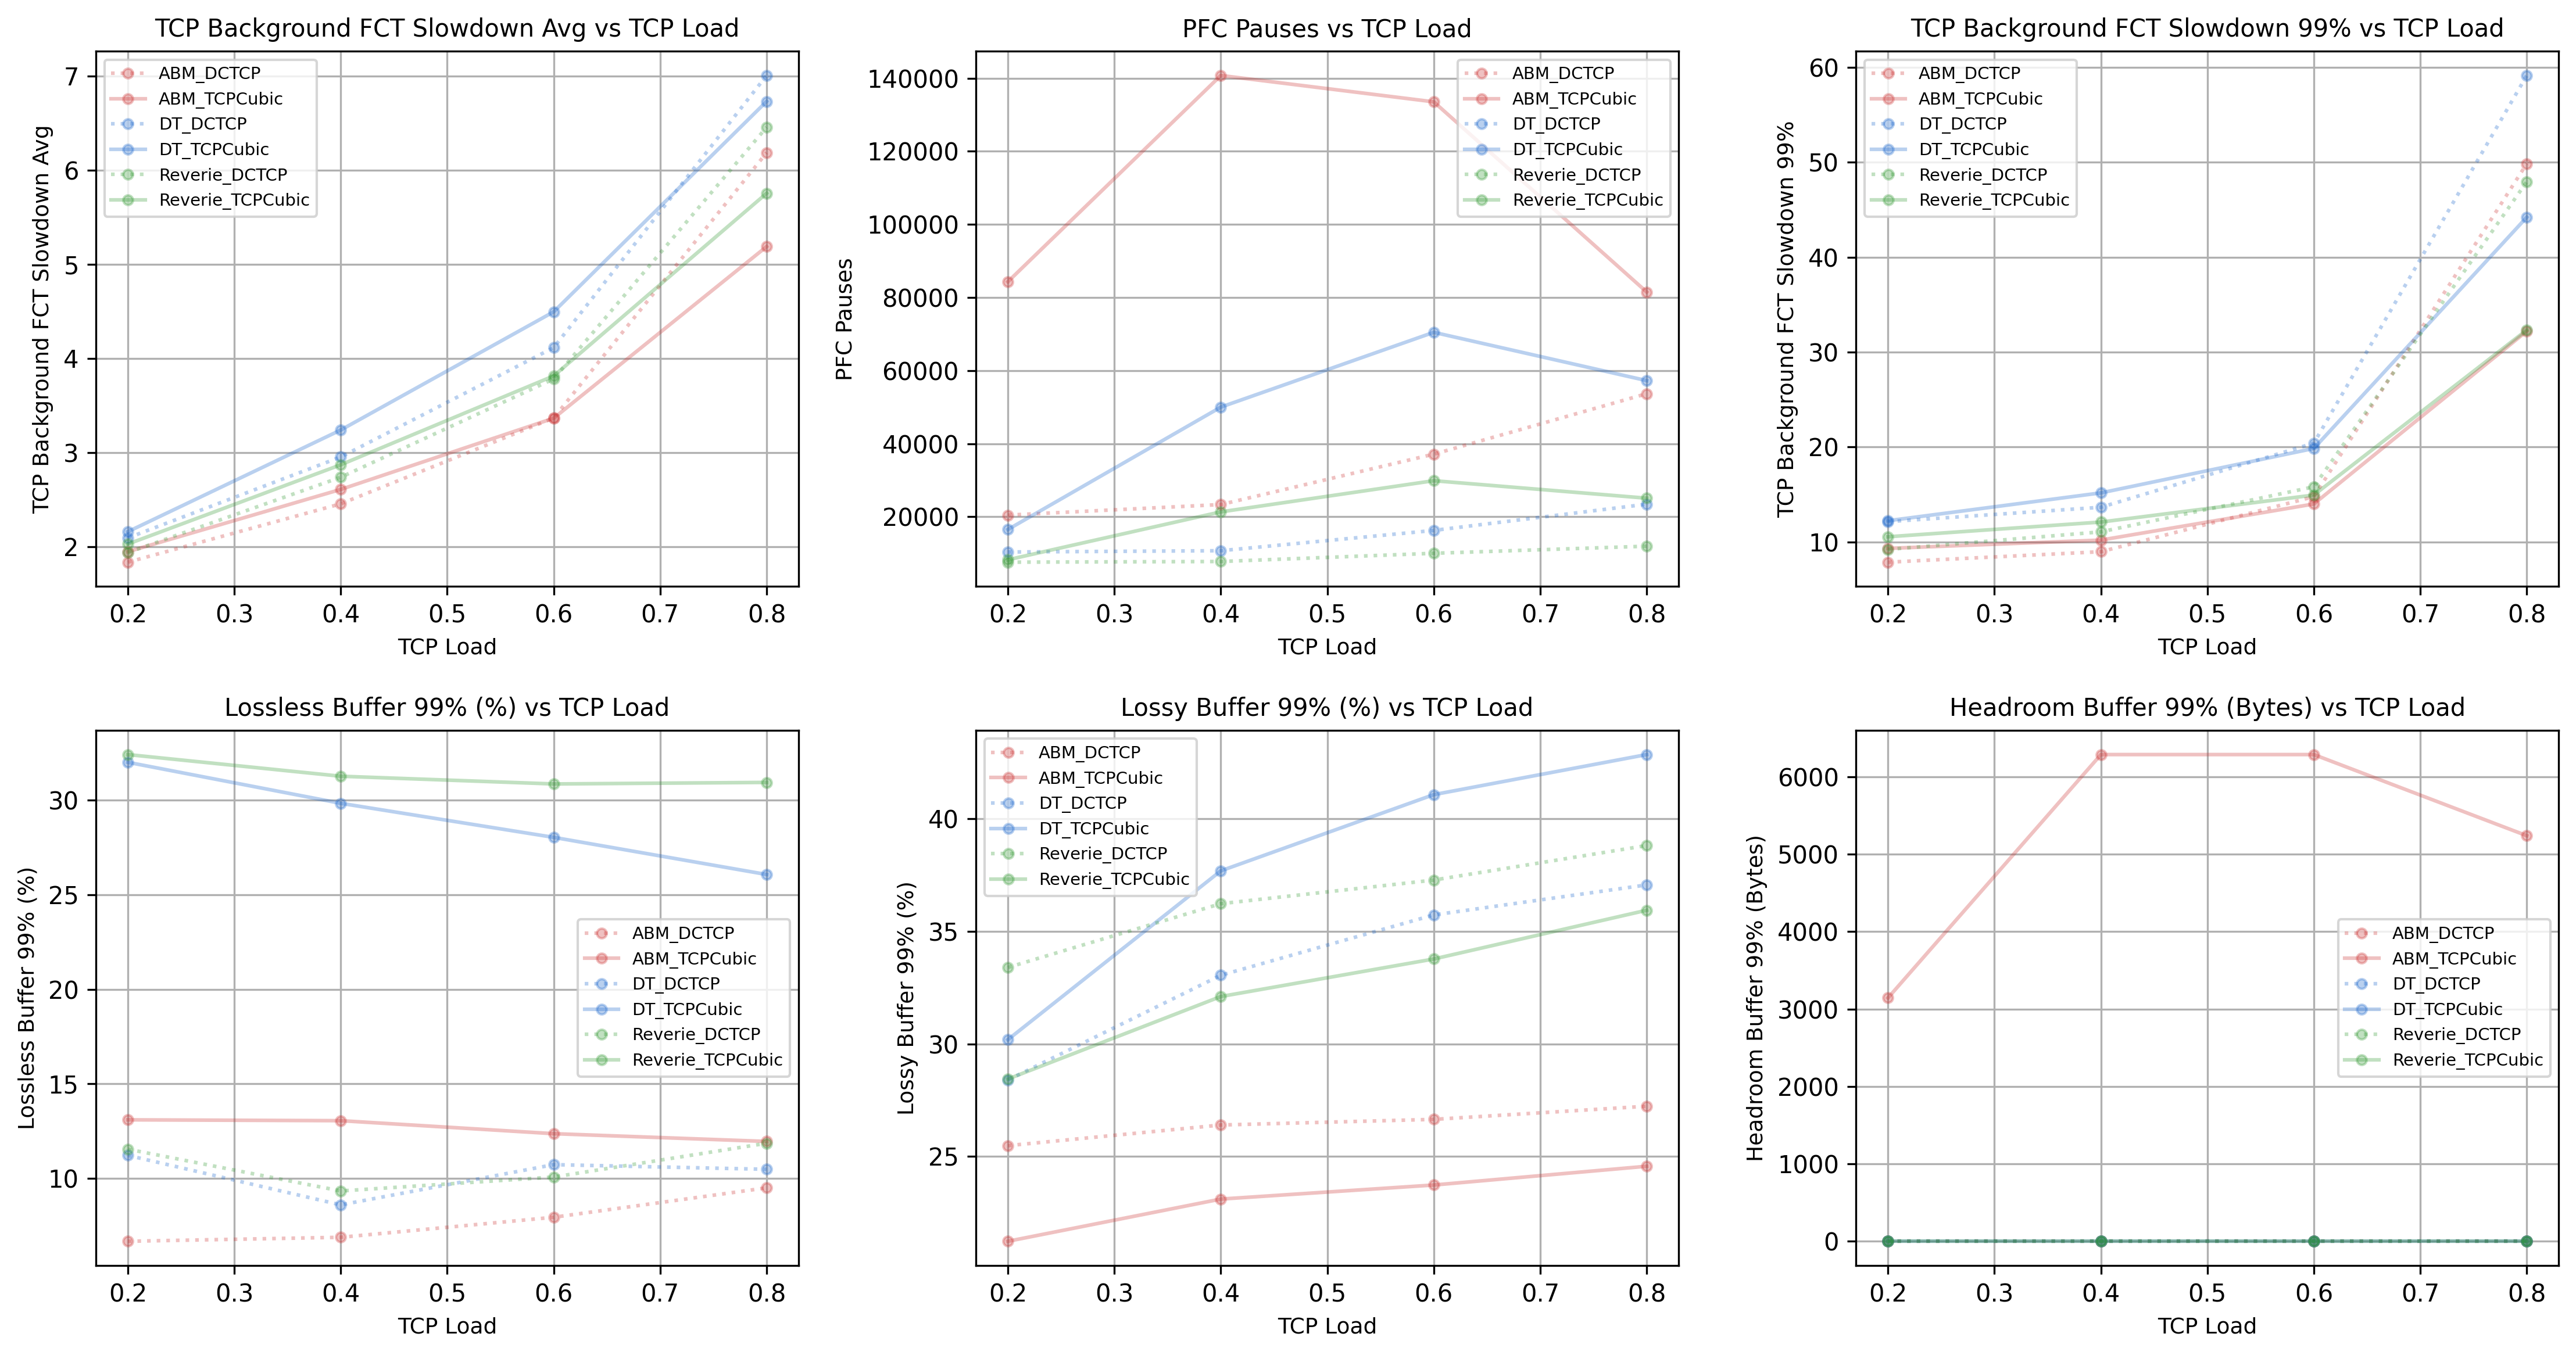 TCP Background FCT Slowdown Avg vs TCP Load
TCP Background FCT Slowdown Avg
7
6
5
4
3
2
ABM_DCTCP
ABM_TCPCubic
DT_DCTCP
DT_TCPCubic
Reverie_DCTCP
Reverie_TCPCubic
0.2 0.3 0.4 0.5 0.6 0.7 0.8
TCP Load
PFC Pauses vs TCP Load
PFC Pauses
140000
120000
100000
80000
60000
40000
20000
ABM_DCTCP
ABM_TCPCubic
DT_DCTCP
DT_TCPCubic
Reverie_DCTCP
Reverie_TCPCubic
0.2 0.3 0.4 0.5 0.6 0.7 0.8
TCP Load
TCP Background FCT Slowdown 99% vs TCP Load
TCP Background FCT Slowdown 99%
60
50
40
30
20
10
ABM_DCTCP
ABM_TCPCubic
DT_DCTCP
DT_TCPCubic
Reverie_DCTCP
Reverie_TCPCubic
0.2 0.3 0.4 0.5 0.6 0.7 0.8
TCP Load
Lossless Buffer 99% (%) vs TCP Load
Lossless Buffer 99% (%)
30
25
20
15
10
ABM_DCTCP
ABM_TCPCubic
DT_DCTCP
DT_TCPCubic
Reverie_DCTCP
Reverie_TCPCubic
0.2 0.3 0.4 0.5 0.6 0.7 0.8
TCP Load
Lossy Buffer 99% (%) vs TCP Load
Lossy Buffer 99% (%)
40
35
30
25
ABM_DCTCP
ABM_TCPCubic
DT_DCTCP
DT_TCPCubic
Reverie_DCTCP
Reverie_TCPCubic
0.2 0.3 0.4 0.5 0.6 0.7 0.8
TCP Load
Headroom Buffer 99% (Bytes) vs TCP Load
Headroom Buffer 99% (Bytes)
6000
5000
4000
3000
2000
1000
0
ABM_DCTCP
ABM_TCPCubic
DT_DCTCP
DT_TCPCubic
Reverie_DCTCP
Reverie_TCPCubic
0.2 0.3 0.4 0.5 0.6 0.7 0.8
TCP Load